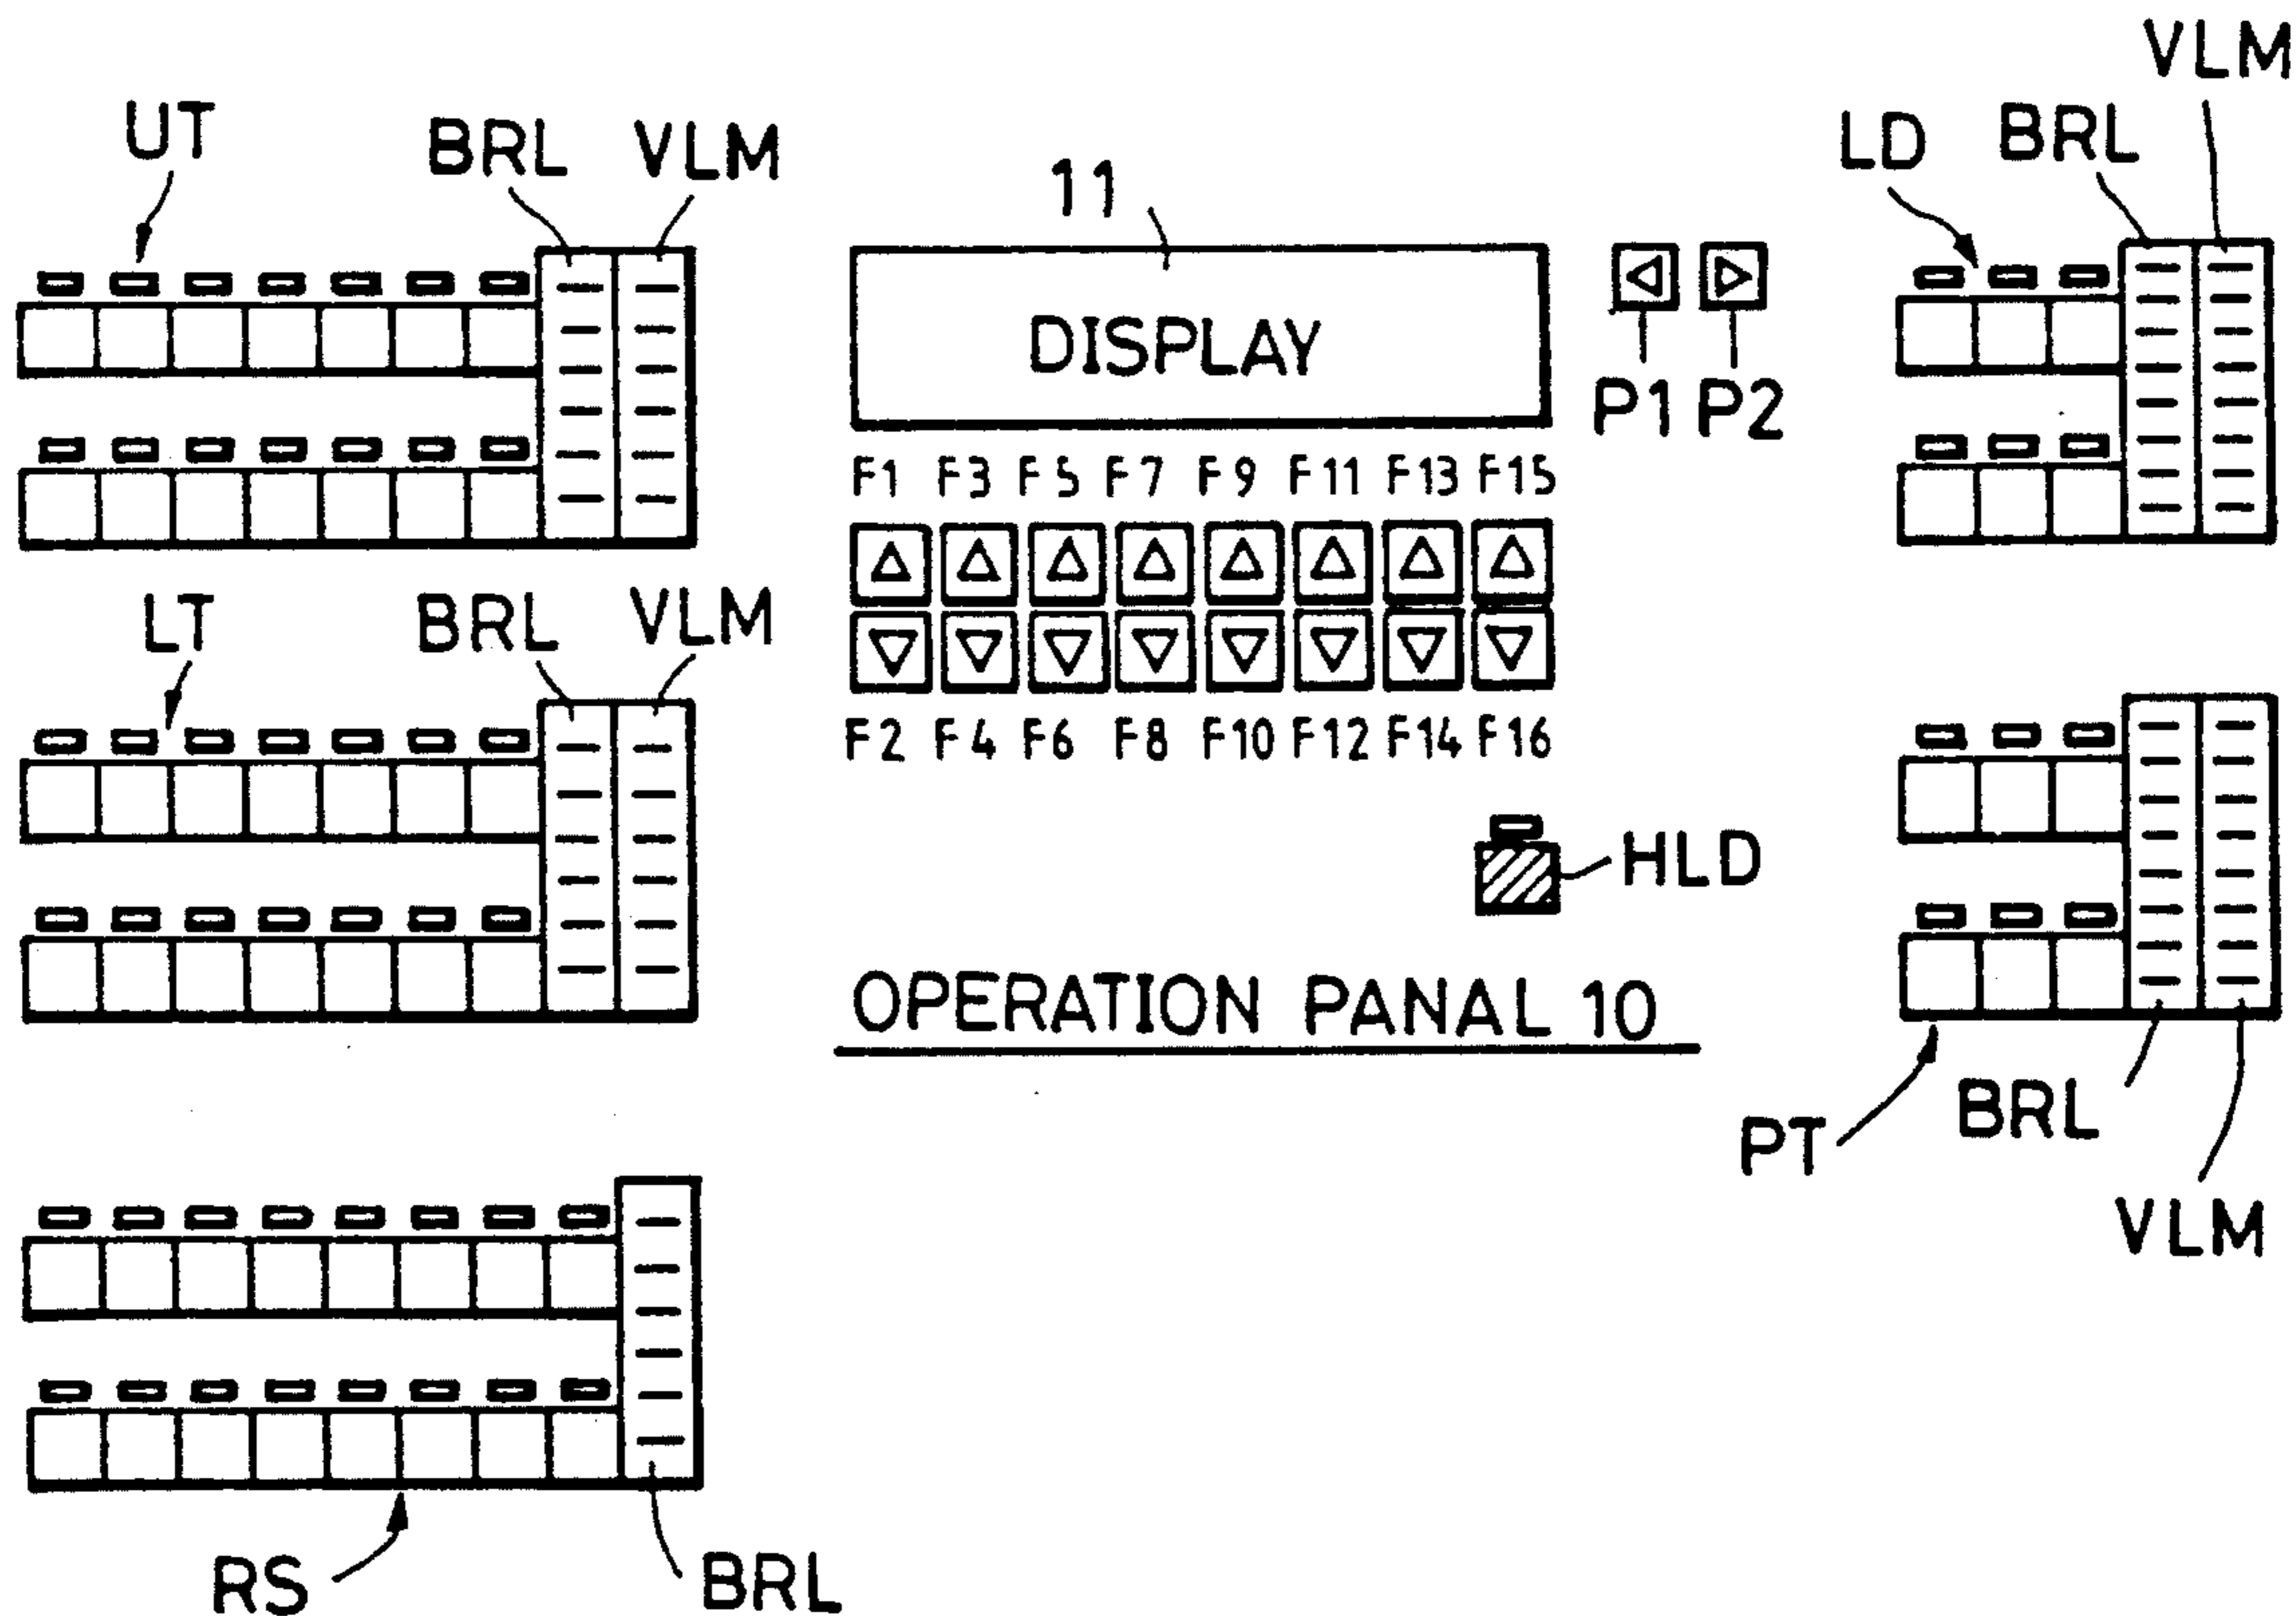 VLM
UT
BRL
VLM
11
LD
BRL
DISPLAY
P1 P2
F1 F3 F5 F7 F9 F11 F13 F15
LT
BRL
VLM
F2 F4 F6 F8 F10 F12 F14 F16
HLD
OPERATION PANAL 10
BRL
PT
VLM
RS
BRL